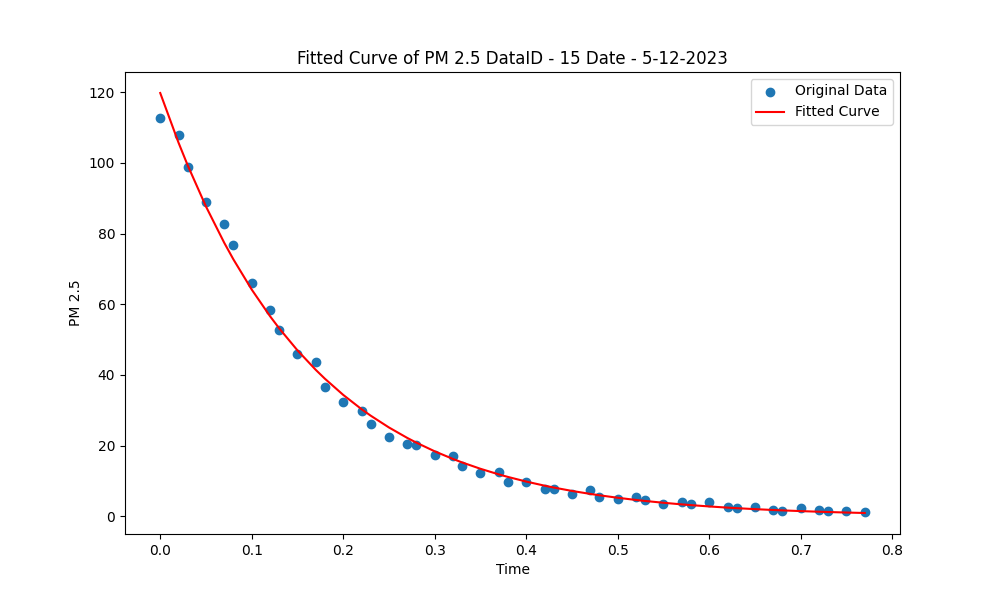 Fitted Curve of PM 2.5 DataID - 15 Date - 5-12-2023
Original Data
Fitted Curve
PM 2.5
120
100
80
60
40
20
0
0.0 0.1 0.2 0.3 0.4 0.5 0.6 0.7 0.8
Time